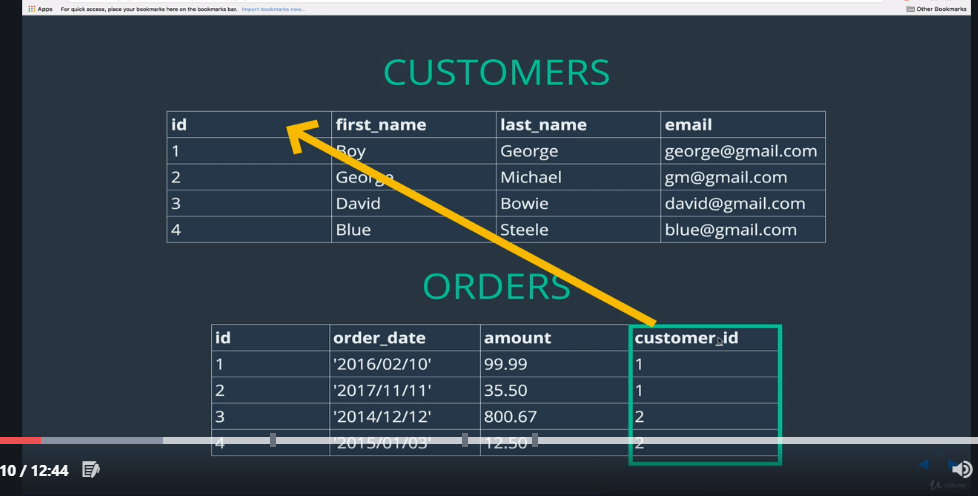 Apps For quick access, place your bookmarks here on the bookmarks bar. Import bookmarks now... Other Bookmarks
CUSTOMERS
id first_name last_name email
1 Boy George george@gmail.com
2 George Michael gm@gmail.com
3 David Bowie david@gmail.com
4 Blue Steele blue@gmail.com
ORDERS
id order_date amount customer_id
1 '2016/02/10' 99.99 1
2 '2017/11/11' 35.50 1
3 '2014/12/12' 800.67 2
4 '2015/01/03' 12.50 2
10 / 12:44
Udemy